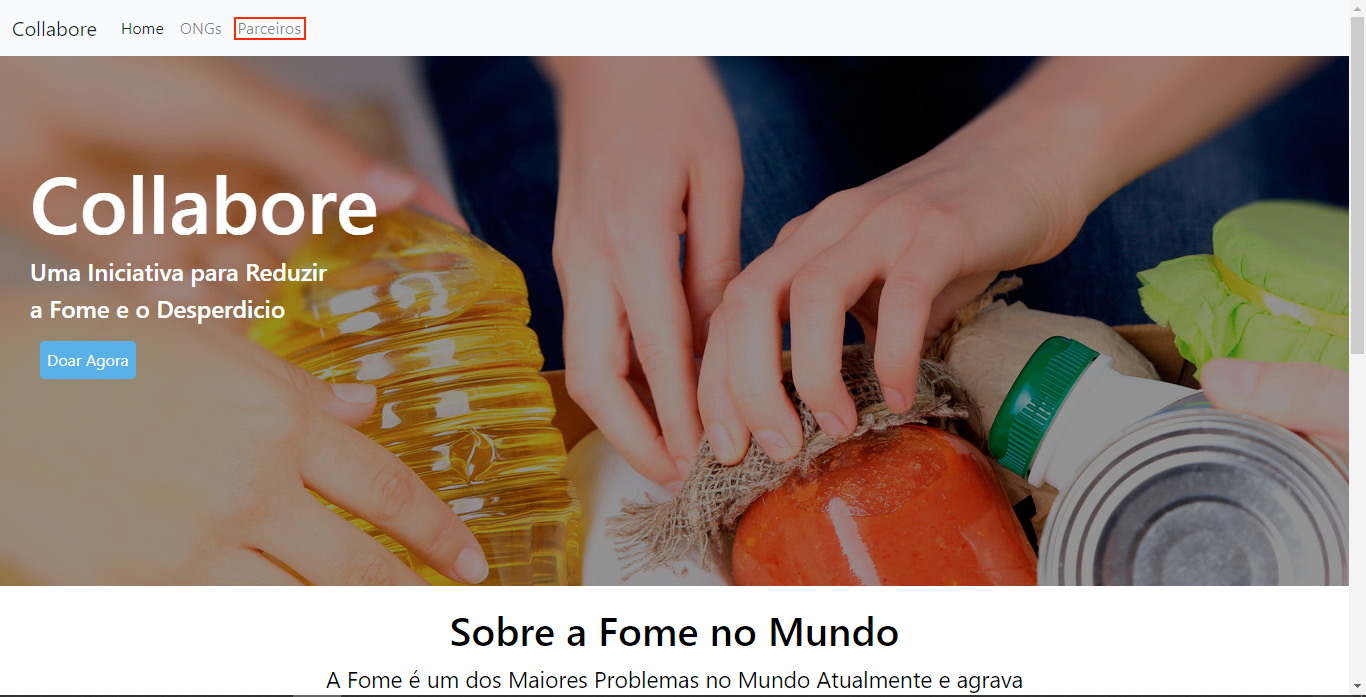 Collabore Home ONGs Parceiros
Collabore
Uma Iniciativa para Reduzir
a Fome e o Desperdicio
Doar Agora
Sobre a Fome no Mundo
A Fome é um dos Maiores Problemas no Mundo Atualmente e agrava